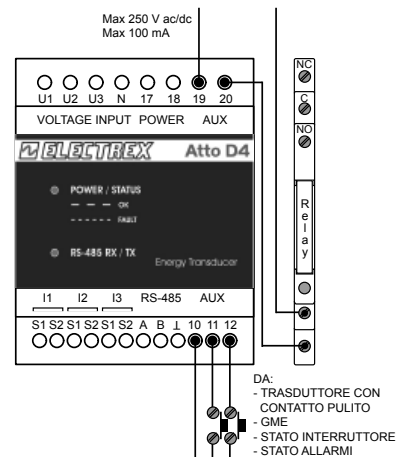 Max 250 V ac/dc
Max 100 mA
NC
C
NO
Relay
U1 U2 U3 N 17 18 19 20
VOLTAGE INPUT POWER AUX
ELECTREX Atto D4
POWER / STATUS
OK
FAULT
RS-485 RX / TX
Energy Transducer
I1 I2 I3 RS-485 AUX
S1 S2 S1 S2 S1 S2 A B ⊥ 10 11 12
DA:
- TRASDUTTORE CON
CONTATTO PULITO
- GME
- STATO INTERRUTTORE
- STATO ALLARMI